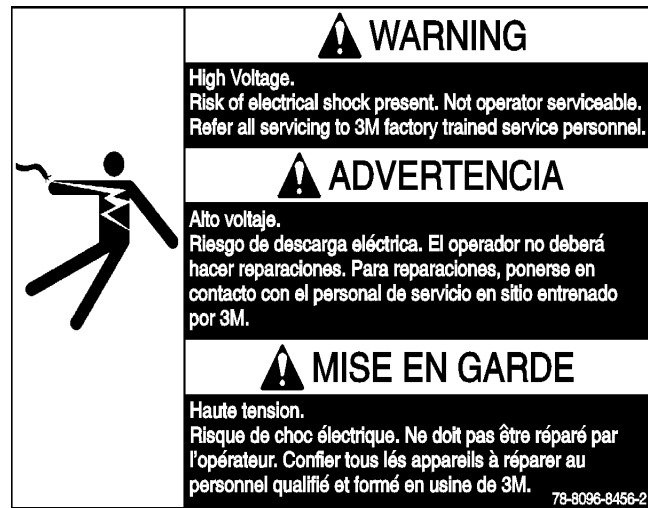 WARNING
High Voltage.
Risk of electrical shock present. Not operator serviceable.
Refer all servicing to 3M factory trained service personnel.
ADVERTENCIA
Alto voltaje.
Riesgo de descarga eléctrica. El operador no deberá
hacer reparaciones. Para reparaciones, ponerse en
contacto con el personal de servicio en sitio entrenado
por 3M.
MISE EN GARDE
Haute tension.
Risque de choc électrique. Ne doit pas être réparé par
l'opérateur. Confier tous lés appareils à réparer au
personnel qualifié et formé en usine de 3M.
78-8096-8456-2